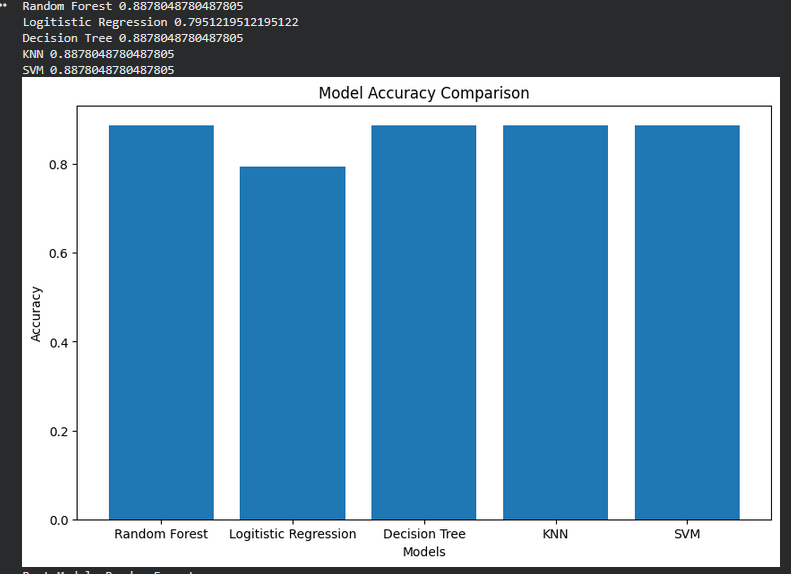 Random Forest 0.8878048780487805
Logitistic Regression 0.7951219512195122
Decision Tree 0.8878048780487805
KNN 0.8878048780487805
SVM 0.8878048780487805
Model Accuracy Comparison
Accuracy
0.8
0.6
0.4
0.2
0.0
Random Forest Logitistic Regression Decision Tree KNN SVM
Models